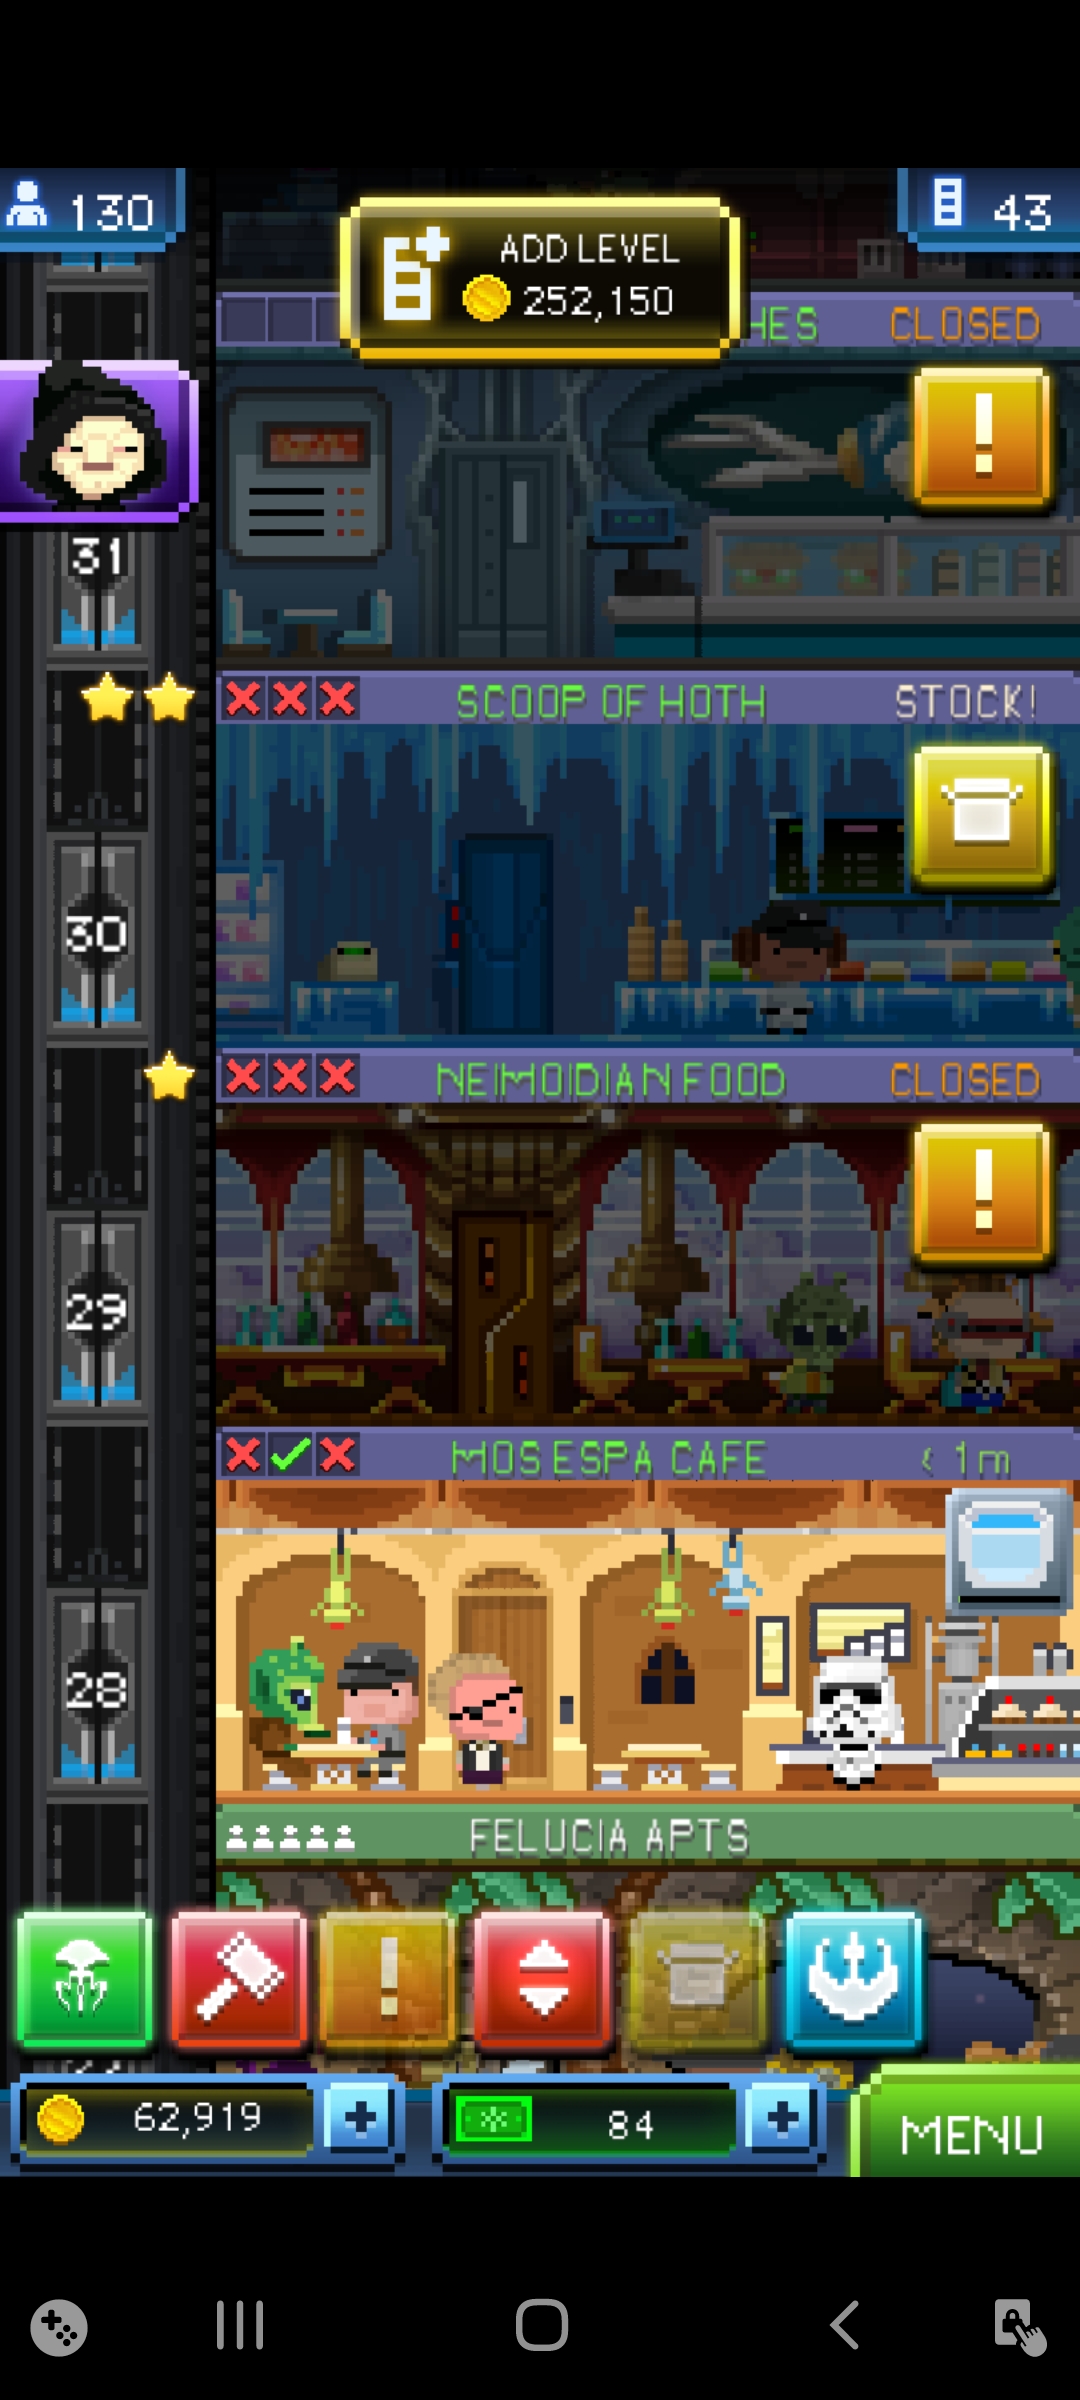 130
ADD LEVEL
252,150
43
HES CLOSED
31
SCOOP OF HOTH STOCK!
30
NEIMOIDIAN FOOD CLOSED
29
MOS ESPA CAFE < 1m
28
FELUCIA APTS
62,919
84
MENU